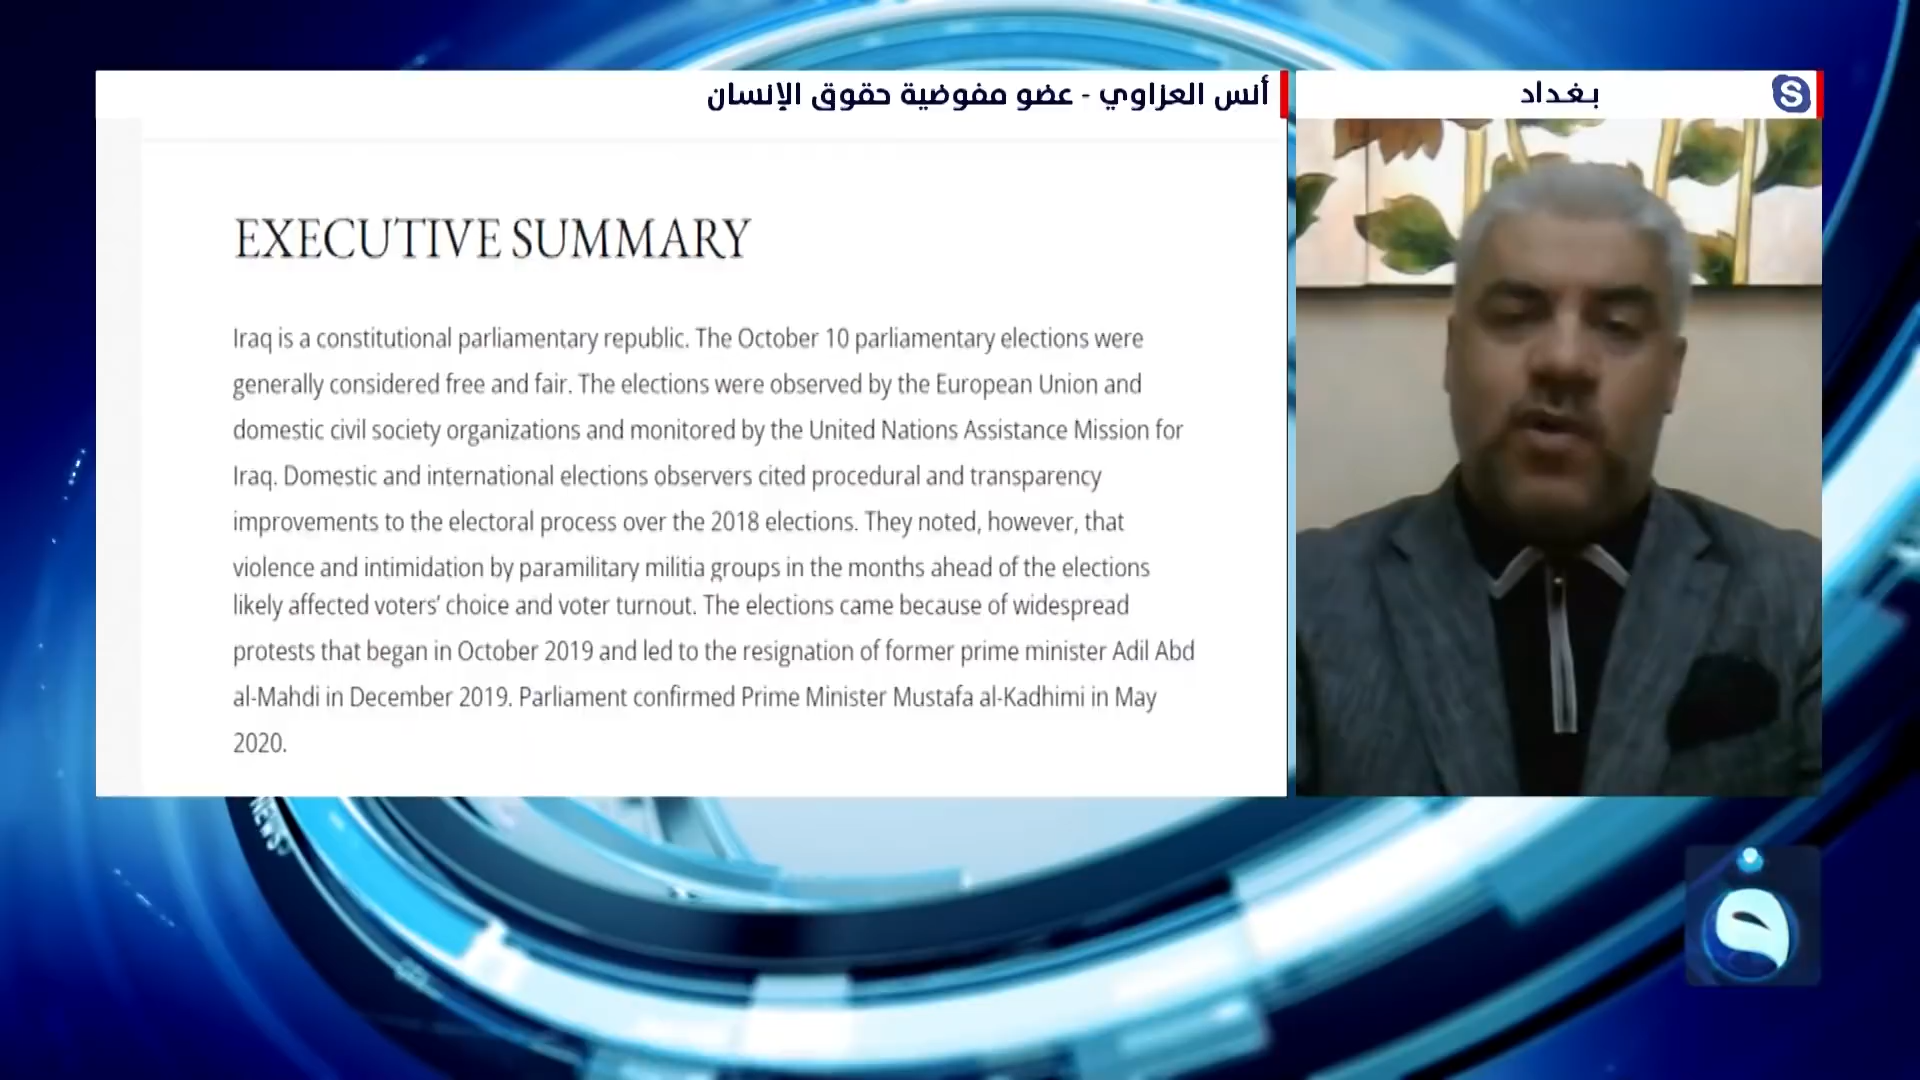 أنس العزاوي - عضو مفوضية حقوق الإنسان
بغداد
EXECUTIVE SUMMARY
Iraq is a constitutional parliamentary republic. The October 10 parliamentary elections were
generally considered free and fair. The elections were observed by the European Union and
domestic civil society organizations and monitored by the United Nations Assistance Mission for
Iraq. Domestic and international elections observers cited procedural and transparency
improvements to the electoral process over the 2018 elections. They noted, however, that
violence and intimidation by paramilitary militia groups in the months ahead of the elections
likely affected voters’ choice and voter turnout. The elections came because of widespread
protests that began in October 2019 and led to the resignation of former prime minister Adil Abd
al-Mahdi in December 2019. Parliament confirmed Prime Minister Mustafa al-Kadhimi in May
2020.
NEWS